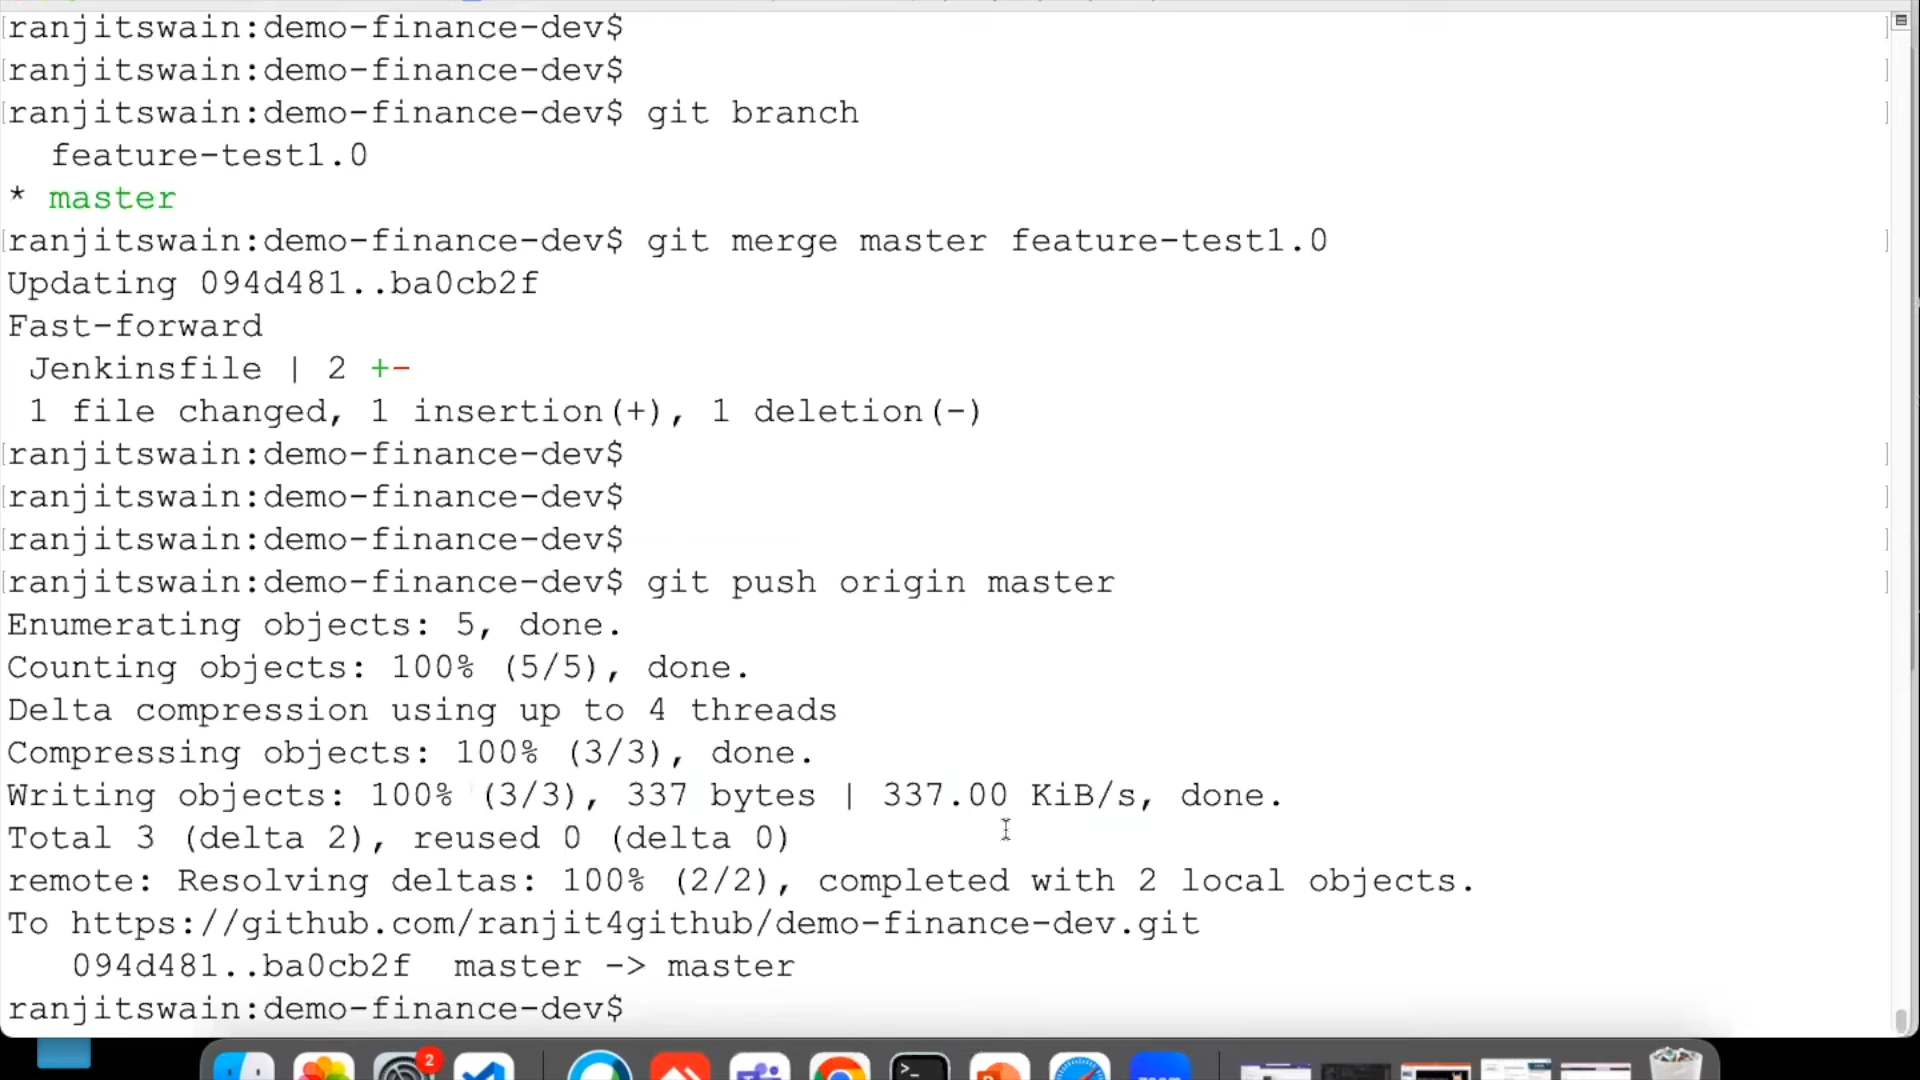 ranjitswain:demo-finance-dev$
ranjitswain:demo-finance-dev$
ranjitswain:demo-finance-dev$ git branch
  feature-test1.0
* master
ranjitswain:demo-finance-dev$ git merge master feature-test1.0
Updating 094d481..ba0cb2f
Fast-forward
 Jenkinsfile | 2 +-
 1 file changed, 1 insertion(+), 1 deletion(-)
ranjitswain:demo-finance-dev$
ranjitswain:demo-finance-dev$
ranjitswain:demo-finance-dev$
ranjitswain:demo-finance-dev$ git push origin master
Enumerating objects: 5, done.
Counting objects: 100% (5/5), done.
Delta compression using up to 4 threads
Compressing objects: 100% (3/3), done.
Writing objects: 100% (3/3), 337 bytes | 337.00 KiB/s, done.
Total 3 (delta 2), reused 0 (delta 0)
remote: Resolving deltas: 100% (2/2), completed with 2 local objects.
To https://github.com/ranjit4github/demo-finance-dev.git
   094d481..ba0cb2f  master -> master
ranjitswain:demo-finance-dev$
2